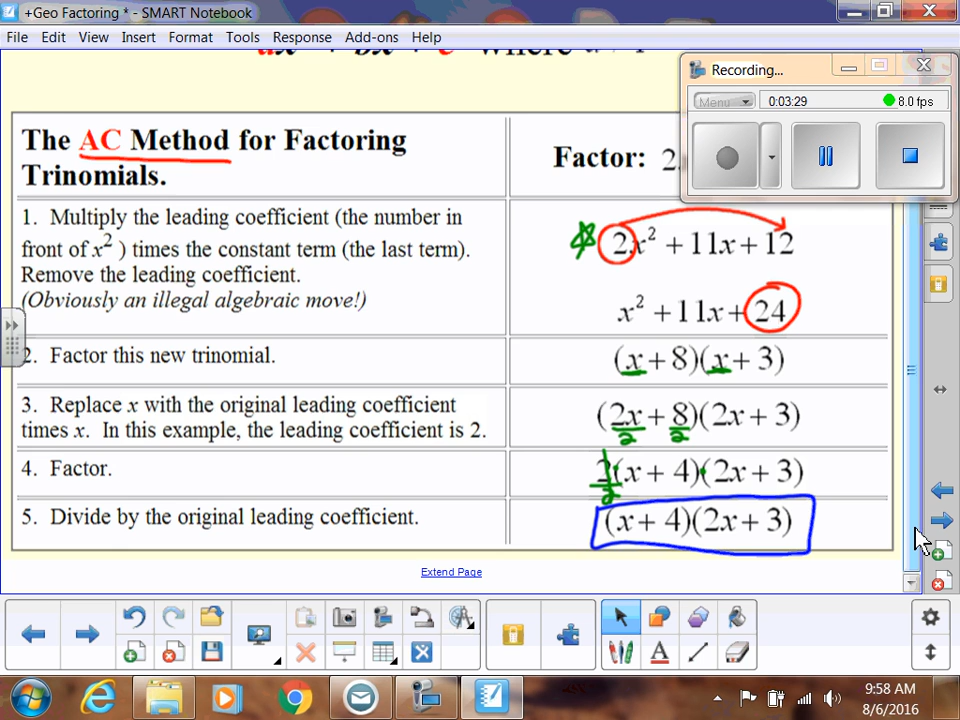 +Geo Factoring * - SMART Notebook
File Edit View Insert Format Tools Response Add-ons Help
Recording...
Menu 0:03:29 8.0 fps
The AC Method for Factoring
Trinomials.
Factor: 2
1. Multiply the leading coefficient (the number in
front of x²) times the constant term (the last term).
Remove the leading coefficient.
(Obviously an illegal algebraic move!)
2x² + 11x + 12
x² + 11x + 24
2. Factor this new trinomial.
(x + 8)(x + 3)
3. Replace x with the original leading coefficient
times x. In this example, the leading coefficient is 2.
(2x + 8)(2x + 3)
2 2
4. Factor.
2(x + 4)(2x + 3)
2
5. Divide by the original leading coefficient.
(x + 4)(2x + 3)
Extend Page
9:58 AM
8/6/2016